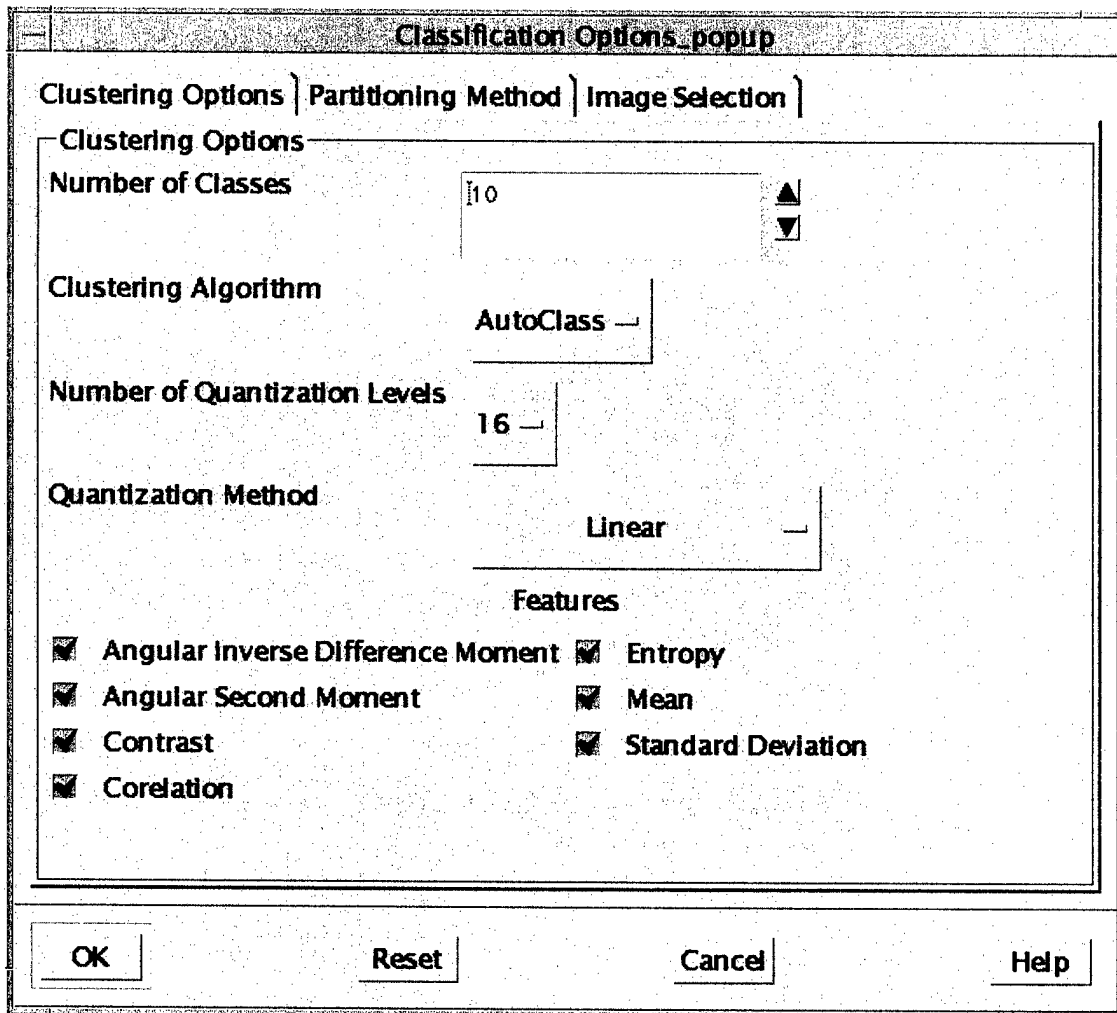 Classification Options_popup
Clustering Options Partitioning Method Image Selection
Clustering Options
Number of Classes
10
Clustering Algorithm
AutoClass
Number of Quantization Levels
16
Quantization Method
Linear
Features
Angular Inverse Difference Moment Entropy
Angular Second Moment Mean
Contrast Standard Deviation
Corelation
OK Reset Cancel Help